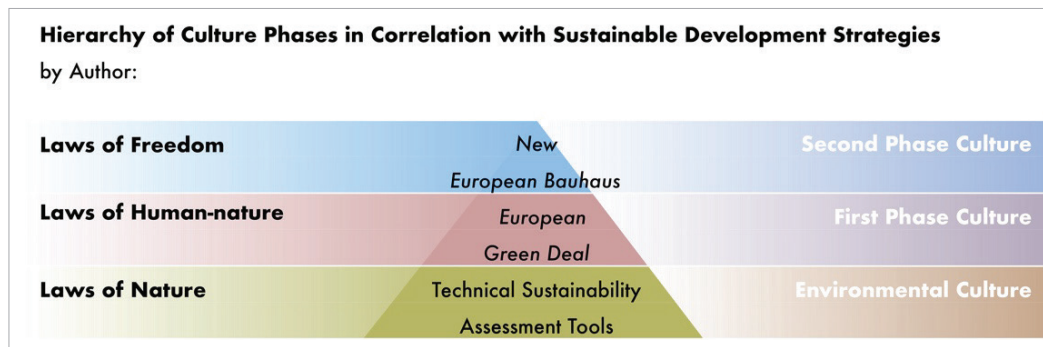 Hierarchy of Culture Phases in Correlation with Sustainable Development Strategies
by Author:
Laws of Freedom
New
European Bauhaus
Second Phase Culture
Laws of Human-nature
European
Green Deal
First Phase Culture
Laws of Nature
Technical Sustainability
Assessment Tools
Environmental Culture